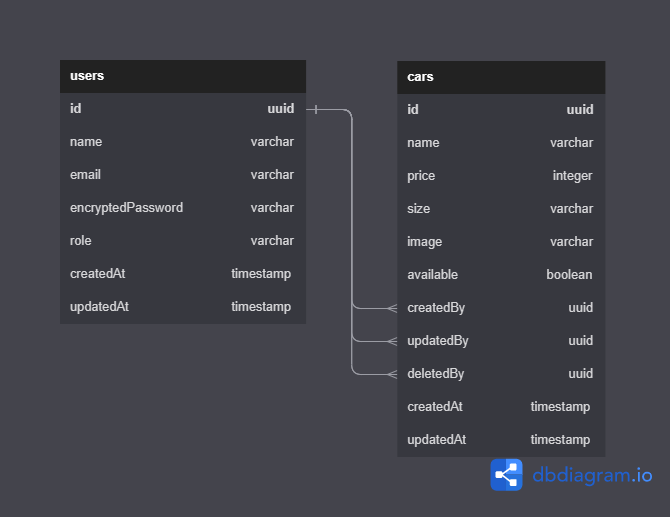 users
id uuid
name varchar
email varchar
encryptedPassword varchar
role varchar
createdAt timestamp
updatedAt timestamp
cars
id uuid
name varchar
price integer
size varchar
image varchar
available boolean
createdBy uuid
updatedBy uuid
deletedBy uuid
createdAt timestamp
updatedAt timestamp
dbdiagram.io